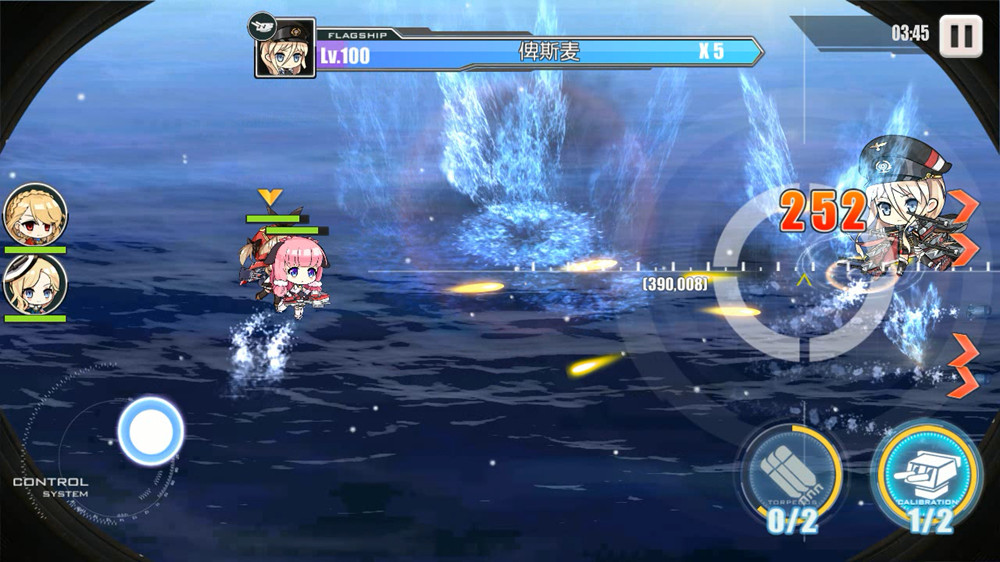 FLAGSHIP
Lv.100 俾斯麦 X 5
03:45
252
(390,008)
CONTROL
SYSTEM
TORPEDO
0/2
CALIBRATION
1/2